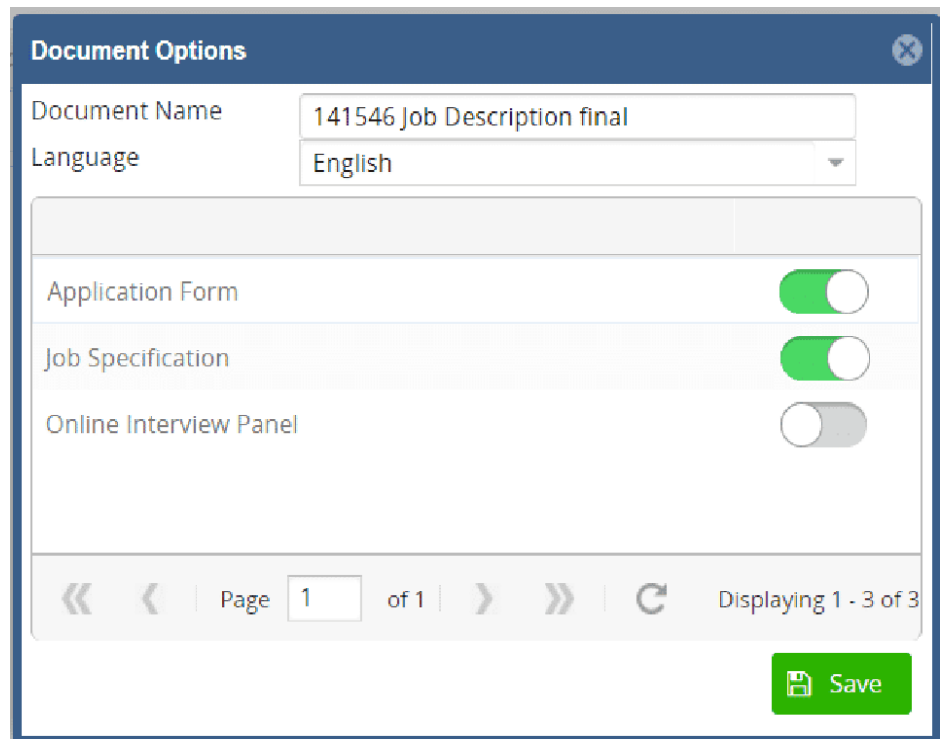 Document Options
Document Name 141546 Job Description final
Language English
Application Form
Job Specification
Online Interview Panel
Page 1 of 1 Displaying 1 - 3 of 3
Save